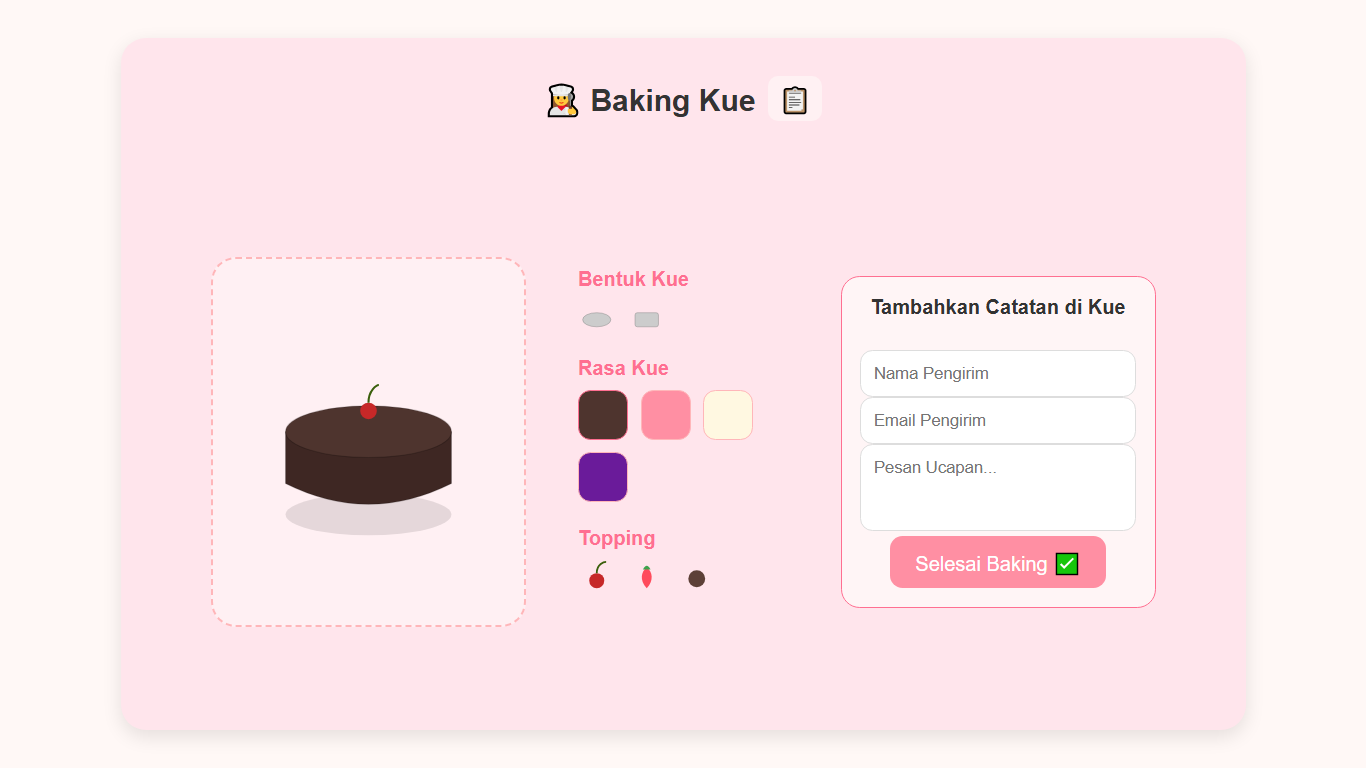 Baking Kue
Bentuk Kue
Rasa Kue
Topping
Tambahkan Catatan di Kue
Nama Pengirim
Email Pengirim
Pesan Ucapan...
Selesai Baking